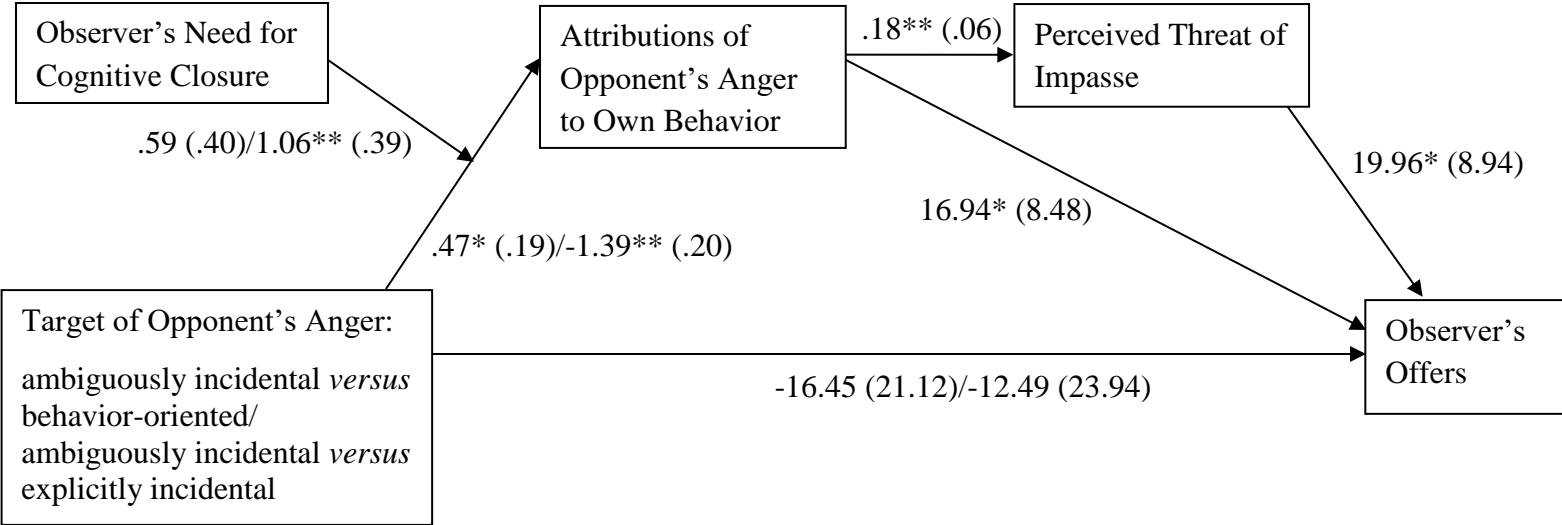 Observer’s Need for
Cognitive Closure
Attributions of
Opponent’s Anger
to Own Behavior
.18** (.06)
Perceived Threat of
Impasse
.59 (.40)/1.06** (.39)
19.96* (8.94)
16.94* (8.48)
.47* (.19)/-1.39** (.20)
Target of Opponent’s Anger:
ambiguously incidental versus
behavior-oriented/
ambiguously incidental versus
explicitly incidental
-16.45 (21.12)/-12.49 (23.94)
Observer’s
Offers